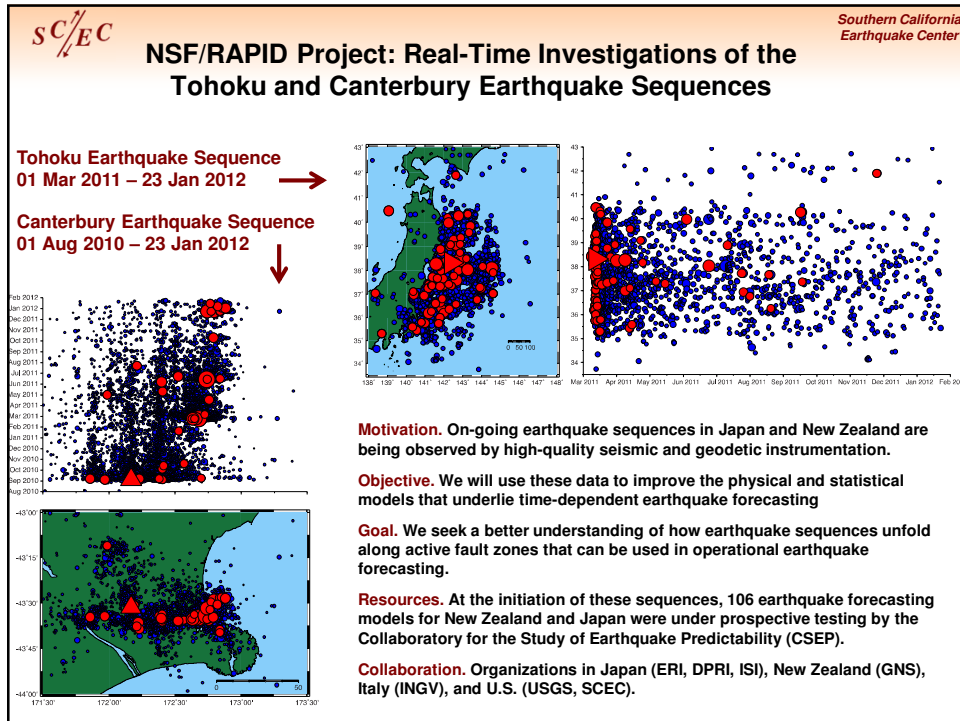 SC/EC
Southern California
Earthquake Center
NSF/RAPID Project: Real-Time Investigations of the
Tohoku and Canterbury Earthquake Sequences
Tohoku Earthquake Sequence
01 Mar 2011 – 23 Jan 2012
Canterbury Earthquake Sequence
01 Aug 2010 – 23 Jan 2012
43˚
42˚
41˚
40˚
39˚
38˚
37˚
36˚
35˚
34˚
0 50 100
138˚ 139˚ 140˚ 141˚ 142˚ 143˚ 144˚ 145˚ 146˚ 147˚ 148˚
43
42
41
40
39
38
37
36
35
34
Mar 2011 Apr 2011 May 2011 Jun 2011 Jul 2011 Aug 2011 Sep 2011 Oct 2011 Nov 2011 Dec 2011 Jan 2012 Feb 20
Feb 2012
Jan 2012
Dec 2011
Nov 2011
Oct 2011
Sep 2011
Aug 2011
Jul 2011
Jun 2011
May 2011
Apr 2011
Mar 2011
Feb 2011
Jan 2011
Dec 2010
Nov 2010
Oct 2010
Sep 2010
Aug 2010
-43˚00'
-43˚15'
-43˚30'
-43˚45'
-44˚00'
0 50
171˚30' 172˚00' 172˚30' 173˚00' 173˚30'
Motivation. On-going earthquake sequences in Japan and New Zealand are
being observed by high-quality seismic and geodetic instrumentation.
Objective. We will use these data to improve the physical and statistical
models that underlie time-dependent earthquake forecasting
Goal. We seek a better understanding of how earthquake sequences unfold
along active fault zones that can be used in operational earthquake
forecasting.
Resources. At the initiation of these sequences, 106 earthquake forecasting
models for New Zealand and Japan were under prospective testing by the
Collaboratory for the Study of Earthquake Predictability (CSEP).
Collaboration. Organizations in Japan (ERI, DPRI, ISI), New Zealand (GNS),
Italy (INGV), and U.S. (USGS, SCEC).